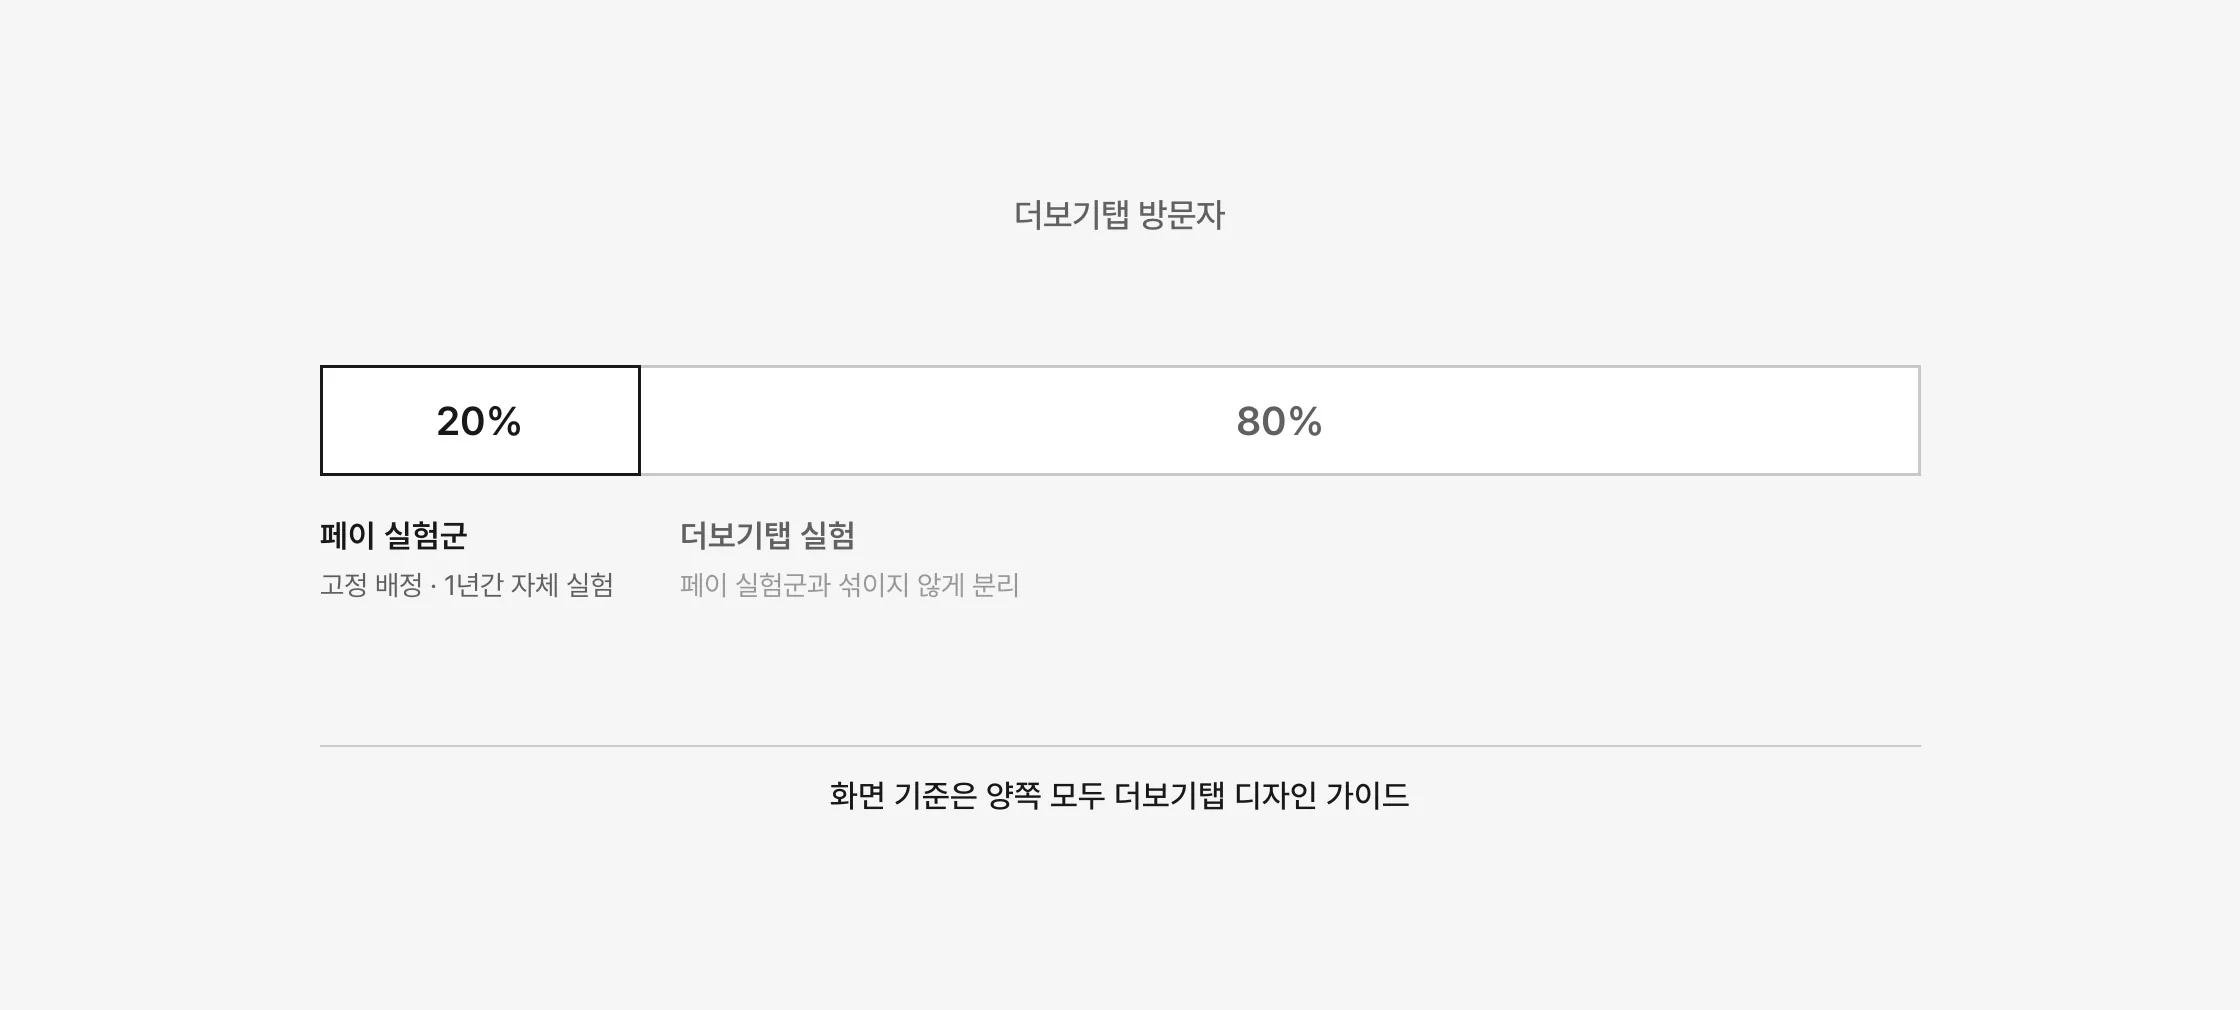 더보기탭 방문자
20%
80%
페이 실험군
고정 배정 · 1년간 자체 실험
더보기탭 실험
페이 실험군과 섞이지 않게 분리
화면 기준은 양쪽 모두 더보기탭 디자인 가이드